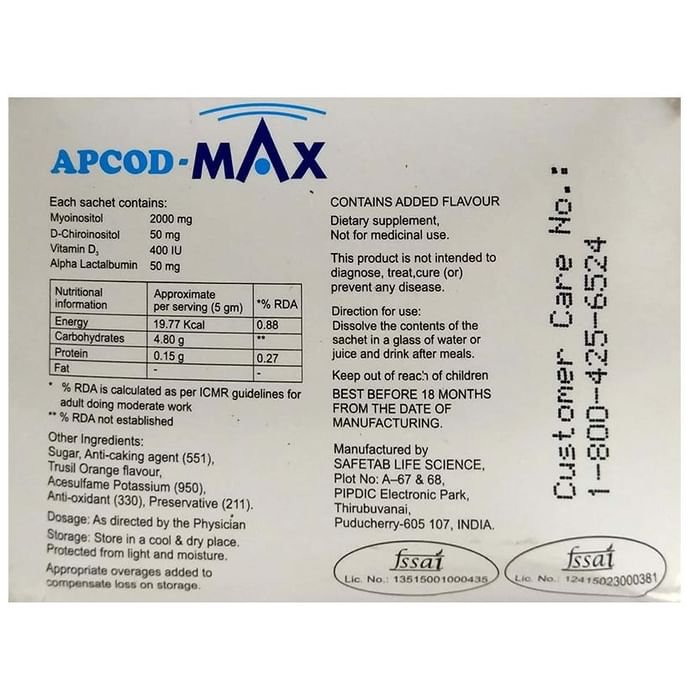 APCOD-MAX
Each sachet contains:
Myoinositol 2000 mg
D-Chiroinositol 50 mg
Vitamin D3 400 IU
Alpha Lactalbumin 50 mg
Nutritional information Approximate per serving (5 gm) *% RDA
Energy 19.77 Kcal 0.88
Carbohydrates 4.80 g **
Protein 0.15 g 0.27
Fat - -
* % RDA is calculated as per ICMR guidelines for
adult doing moderate work
** % RDA not established
Other Ingredients:
Sugar, Anti-caking agent (551),
Trusil Orange flavour,
Acesulfame Potassium (950),
Anti-oxidant (330), Preservative (211).
Dosage: As directed by the Physician
Storage: Store in a cool & dry place.
Protected from light and moisture.
Appropriate overages added to
compensate loss on storage.
CONTAINS ADDED FLAVOUR
Dietary supplement,
Not for medicinal use.
This product is not intended to
diagnose, treat,cure (or)
prevent any disease.
Direction for use:
Dissolve the contents of the
sachet in a glass of water or
juice and drink after meals.
Keep out of reach of children
BEST BEFORE 18 MONTHS
FROM THE DATE OF
MANUFACTURING.
Manufactured by
SAFETAB LIFE SCIENCE,
Plot No: A–67 & 68,
PIPDIC Electronic Park,
Thirubuvanai,
Puducherry-605 107, INDIA.
fssai
Lic. No.: 13515001000435
fssai
Lic. No.: 12415023000381
Customer Care No.:
1-800-425-6524